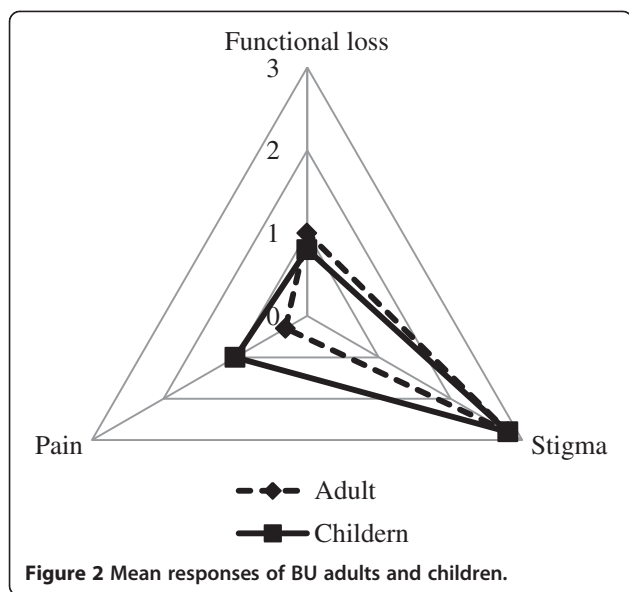 Functional loss
3
2
1
0
Pain
Stigma
Adult
Childern
Figure 2 Mean responses of BU adults and children.